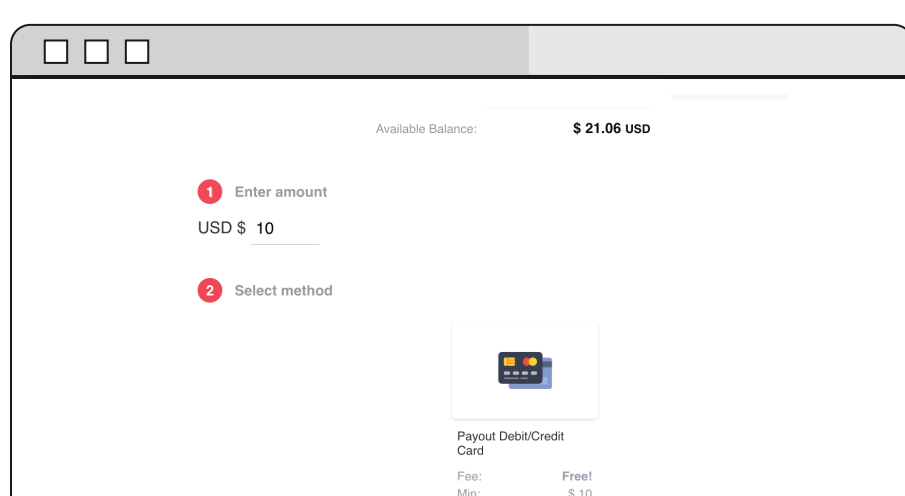 Available Balance: $ 21.06 USD
1 Enter amount
USD $ 10
2 Select method
Payout Debit/Credit
Card
Fee: Free!
Min: $ 10